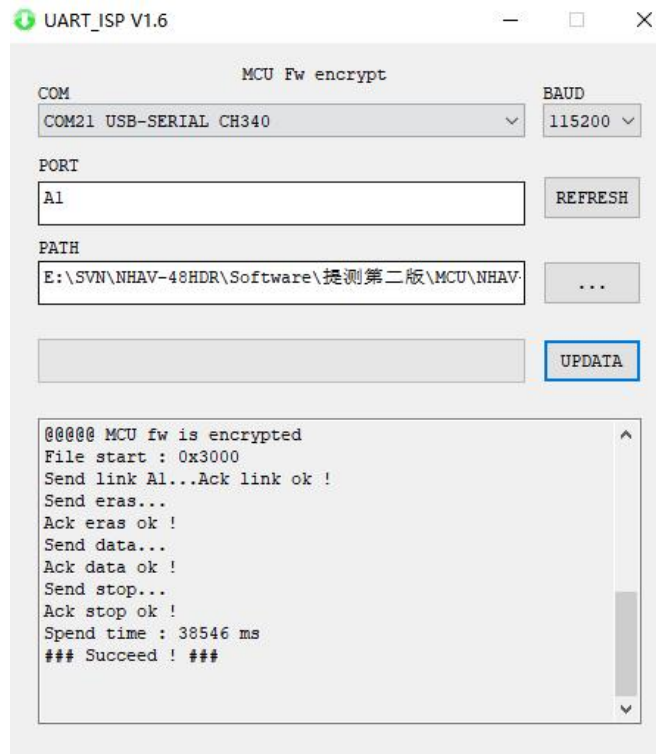 UART_ISP V1.6
MCU Fw encrypt
COM
BAUD
COM21 USB-SERIAL CH340
115200
PORT
A1
REFRESH
PATH
E:\SVN\NHAV-48HDR\Software\提测第二版\MCU\NHAV-
...
UPDATA
@@@@@ MCU fw is encrypted
File start : 0x3000
Send link A1...Ack link ok !
Send eras...
Ack eras ok !
Send data...
Ack data ok !
Send stop...
Ack stop ok !
Spend time : 38546 ms
### Succeed ! ###